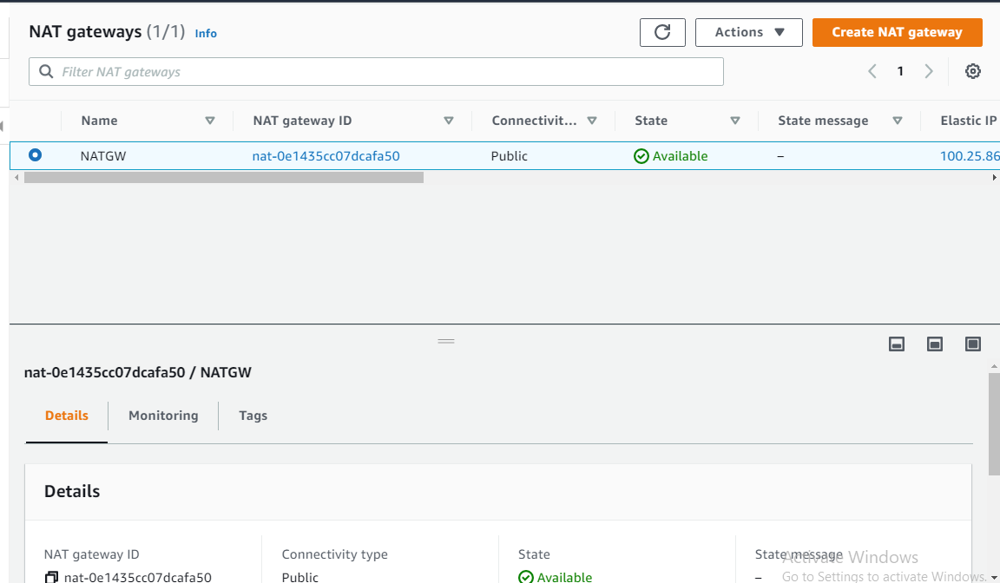 NAT gateways (1/1) Info
Actions
Create NAT gateway
Filter NAT gateways
1
Name NAT gateway ID Connectivit... State State message Elastic IP
NATGW nat-0e1435cc07dcafa50 Public Available – 100.25.86
nat-0e1435cc07dcafa50 / NATGW
Details Monitoring Tags
Details
NAT gateway ID Connectivity type State State message
nat-0e1435cc07dcafa50 Public Available –
Activate Windows
Go to Settings to activate Windows.